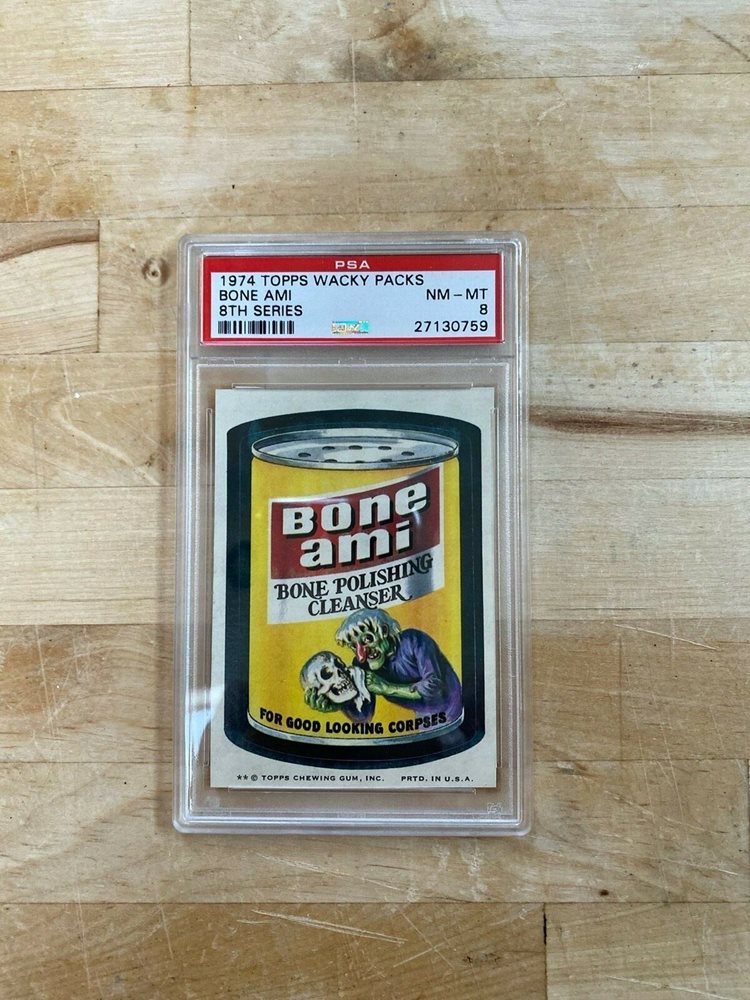 PSA
1974 TOPPS WACKY PACKS
BONE AMI NM-MT
8TH SERIES 8
27130759
Bone
ami
BONE POLISHING
CLEANSER
FOR GOOD LOOKING CORPSES
** © TOPPS CHEWING GUM, INC. PRTD. IN U.S.A.